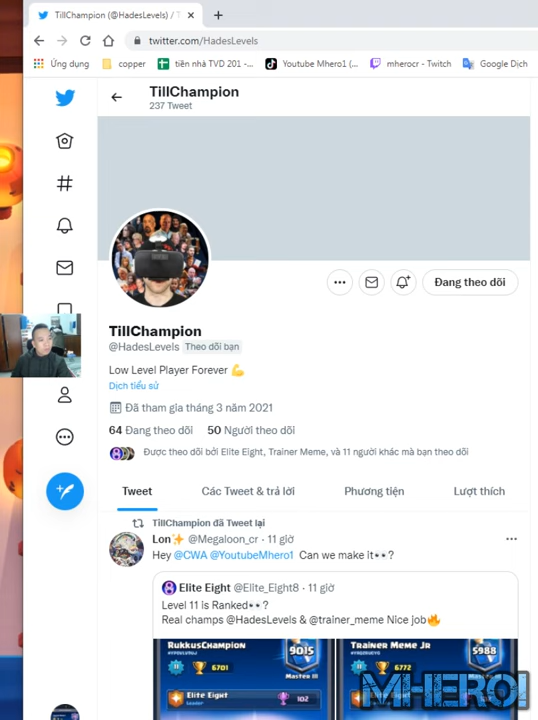 TillChampion (@HadesLevels) / T
twitter.com/HadesLevels
Ứng dụng
copper
tiền nhà TVD 201 -...
Youtube Mhero1 (...
mherocr - Twitch
Google Dịch
TillChampion
237 Tweet
Đang theo dõi
TillChampion
@HadesLevels Theo dõi bạn
Low Level Player Forever 💪
Dịch tiểu sử
Đã tham gia tháng 3 năm 2021
64 Đang theo dõi 50 Người theo dõi
Được theo dõi bởi Elite Eight, Trainer Meme, và 11 người khác mà bạn theo dõi
Tweet
Các Tweet & trả lời
Phương tiện
Lượt thích
TillChampion đã Tweet lại
Lon✨ @Megaloon_cr · 11 giờ
Hey @CWA @YoutubeMhero1 Can we make it👀?
Elite Eight @Elite_Eight8 · 11 giờ
Level 11 is Ranked👀?
Real champs @HadesLevels & @trainer_meme Nice job🔥
RukkusChampion
9015
11
6701
Master III
Elite Eight
Leader
102
Trainer Meme Jr
5988
11
6772
Elite Eight
MHERO1